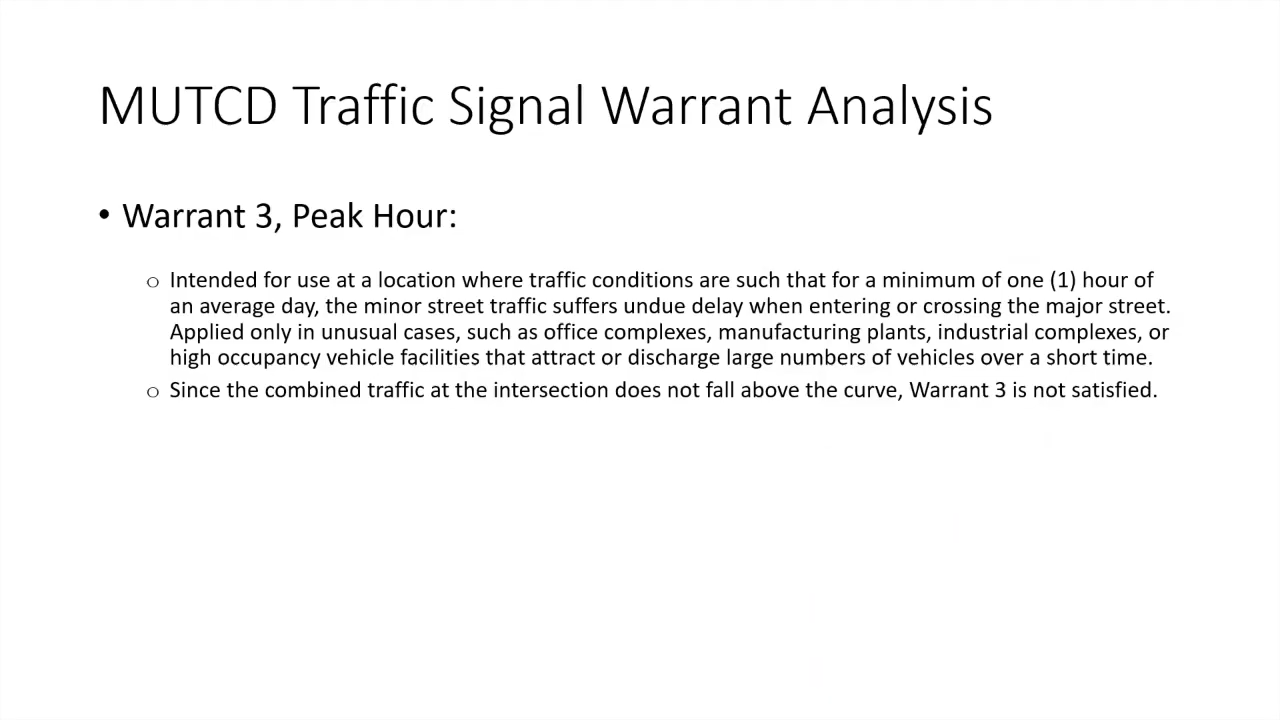 MUTCD Traffic Signal Warrant Analysis
• Warrant 3, Peak Hour:
o Intended for use at a location where traffic conditions are such that for a minimum of one (1) hour of
an average day, the minor street traffic suffers undue delay when entering or crossing the major street.
Applied only in unusual cases, such as office complexes, manufacturing plants, industrial complexes, or
high occupancy vehicle facilities that attract or discharge large numbers of vehicles over a short time.
o Since the combined traffic at the intersection does not fall above the curve, Warrant 3 is not satisfied.